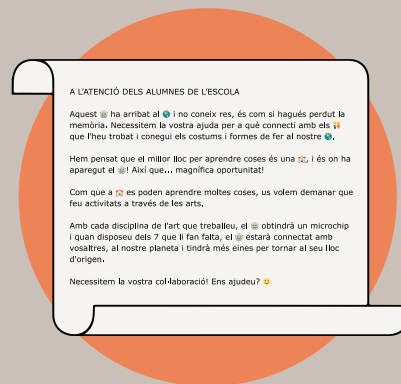 A L'ATENCIÓ DELS ALUMNES DE L'ESCOLA
Aquest 🤖 ha arribat al 🌍 i no coneix res, és com si hagués perdut la
memòria. Necessitem la vostra ajuda per a què connecti amb els 👫
que l'heu trobat i conegui els costums i formes de fer al nostre 🌍.
Hem pensat que el millor lloc per aprendre coses és una 🏫, i és on ha
aparegut el 🤖! Així que... magnífica oportunitat!
Com que a 🏫 es poden aprendre moltes coses, us volem demanar que
feu activitats a través de les arts.
Amb cada disciplina de l'art que treballeu, el 🤖 obtindrà un microchip
i quan disposeu dels 7 que li fan falta, el 🤖 estarà connectat amb
vosaltres, al nostre planeta i tindrà més eines per tornar al seu lloc
d'origen.
Necessitem la vostra col·laboració! Ens ajudeu? 🙂